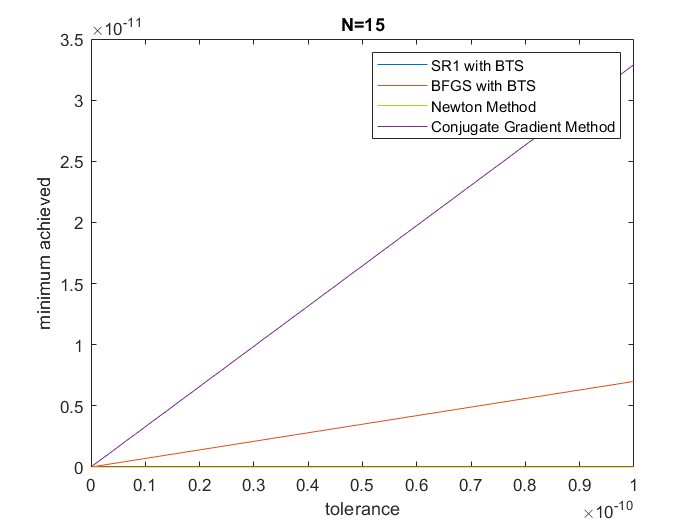 N=15
×10⁻¹¹
3.5
3
2.5
2
1.5
1
0.5
0
minimum achieved
SR1 with BTS
BFGS with BTS
Newton Method
Conjugate Gradient Method
0 0.1 0.2 0.3 0.4 0.5 0.6 0.7 0.8 0.9 1
tolerance
×10⁻¹⁰